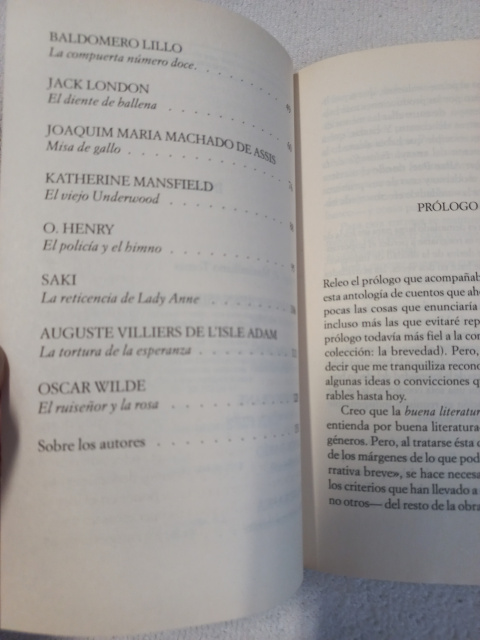 BALDOMERO LILLO
La compuerta número doce.
JACK LONDON
El diente de ballena
JOAQUIM MARIA MACHADO DE ASSIS
Misa de gallo
KATHERINE MANSFIELD
El viejo Underwood
O. HENRY
El policía y el himno
SAKI
La reticencia de Lady Anne
AUGUSTE VILLIERS DE L'ISLE ADAM
La tortura de la esperanza
OSCAR WILDE
El ruiseñor y la rosa
Sobre los autores
PRÓLOGO
Releo el prólogo que acompañab
esta antología de cuentos que aho
pocas las cosas que enunciaría
incluso más las que evitaré rep
prólogo todavía más fiel a la con
colección: la brevedad). Pero,
decir que me tranquiliza recono
algunas ideas o convicciones q
rables hasta hoy.
Creo que la buena literatur
entienda por buena literatura
géneros. Pero, al tratarse ésta d
de los márgenes de lo que pod
rrativa breve», se hace necesa
los criterios que han llevado a
no otros— del resto de la obra